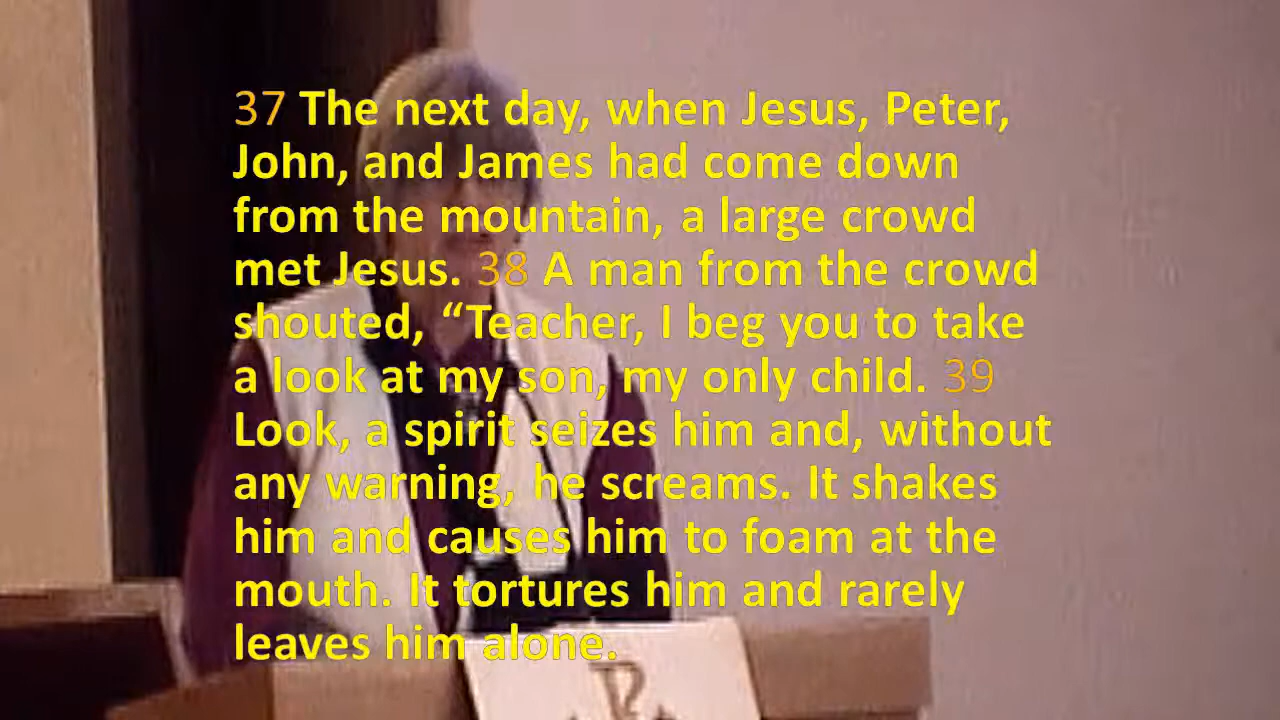 37 The next day, when Jesus, Peter,
John, and James had come down
from the mountain, a large crowd
met Jesus. 38 A man from the crowd
shouted, “Teacher, I beg you to take
a look at my son, my only child. 39
Look, a spirit seizes him and, without
any warning, he screams. It shakes
him and causes him to foam at the
mouth. It tortures him and rarely
leaves him alone.